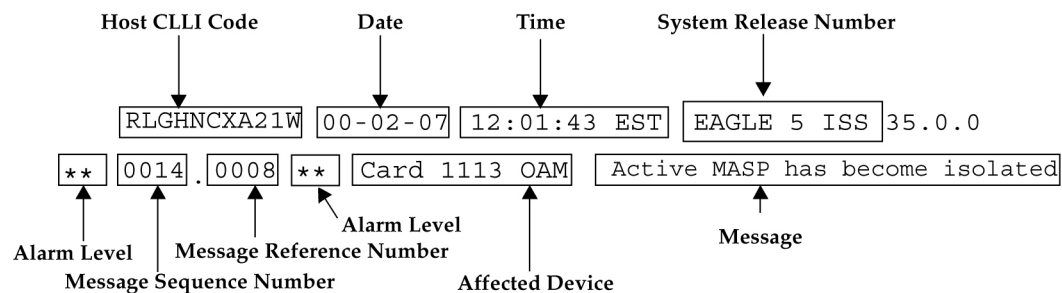 Host CLLI Code Date Time System Release Number
RLGHNCXA21W 00-02-07 12:01:43 EST EAGLE 5 ISS 35.0.0
** 0014 . 0008 ** Card 1113 OAM Active MASP has become isolated
Alarm Level
Message
Alarm Level Message Reference Number
Message Sequence Number Affected Device